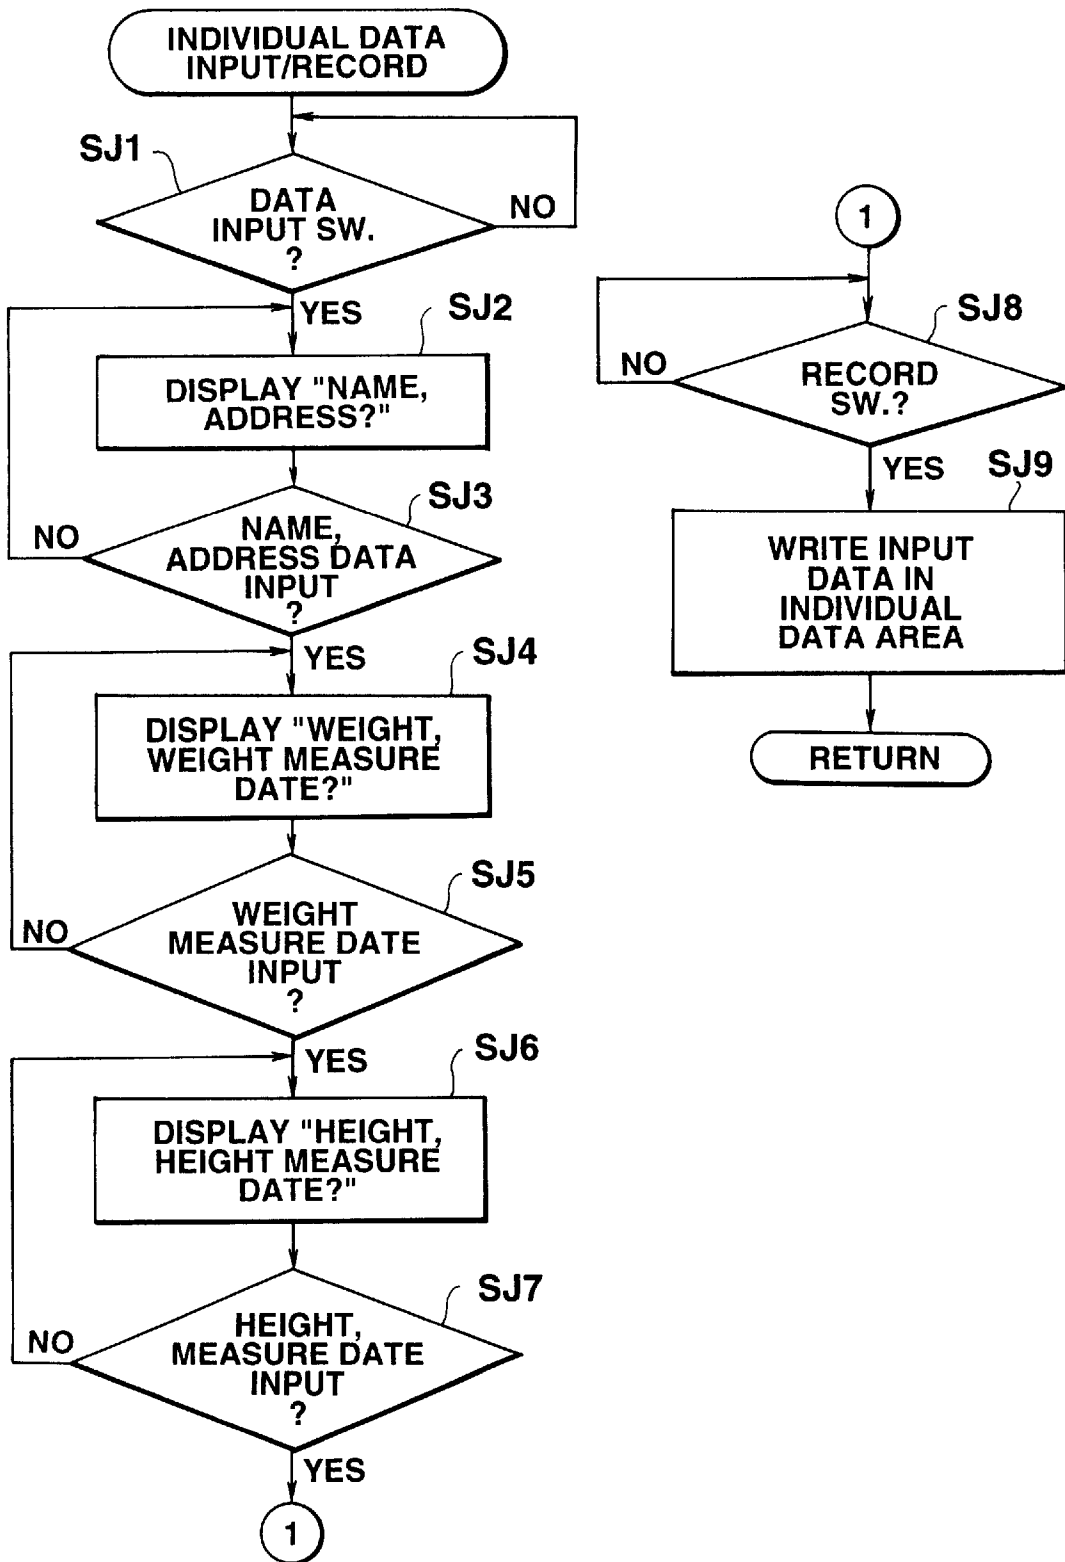 INDIVIDUAL DATA
INPUT/RECORD
SJ1
DATA
INPUT SW.
?
NO
YES
SJ2
DISPLAY "NAME,
ADDRESS?"
SJ3
NAME,
ADDRESS DATA
INPUT
?
NO
YES
SJ4
DISPLAY "WEIGHT,
WEIGHT MEASURE
DATE?"
SJ5
WEIGHT
MEASURE DATE
INPUT
?
NO
YES
SJ6
DISPLAY "HEIGHT,
HEIGHT MEASURE
DATE?"
SJ7
HEIGHT,
MEASURE DATE
INPUT
?
NO
YES
1
1
SJ8
RECORD
SW.?
NO
YES
SJ9
WRITE INPUT
DATA IN
INDIVIDUAL
DATA AREA
RETURN